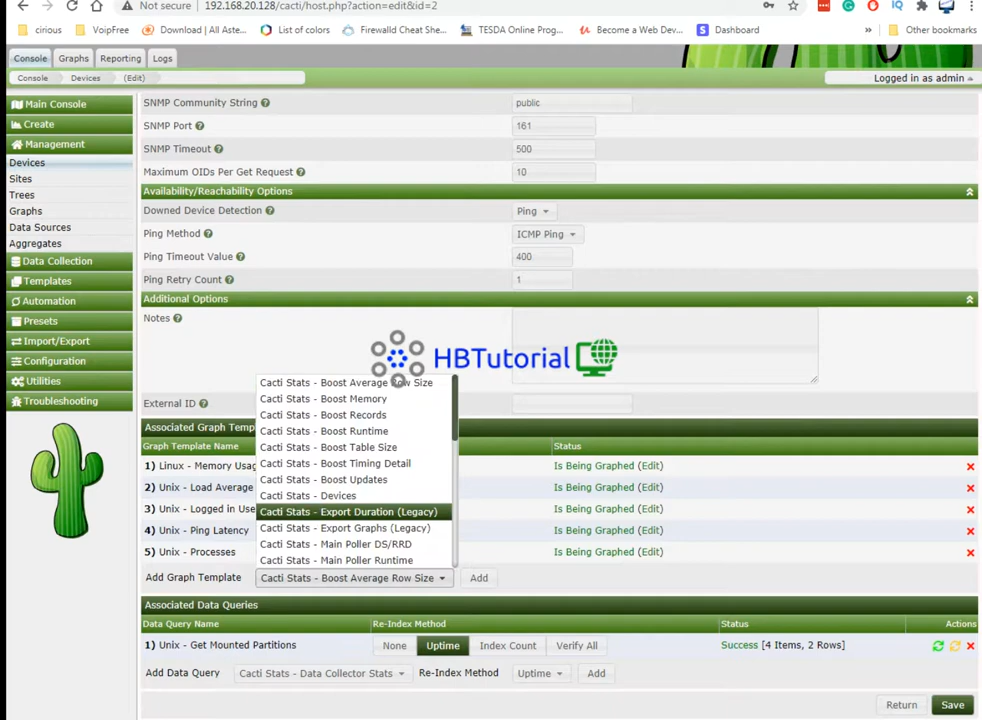 Not secure | 192.168.20.128/cacti/host.php?action=edit&id=2
cirious VoipFree Download | All Aste... List of colors Firewalld Cheat She... TESDA Online Prog... Become a Web Dev... Dashboard » Other bookmarks
Console Graphs Reporting Logs
Console Devices (Edit) Logged in as admin
Main Console
Create
Management
Devices
Sites
Trees
Graphs
Data Sources
Aggregates
Data Collection
Templates
Automation
Presets
Import/Export
Configuration
Utilities
Troubleshooting
SNMP Community String public
SNMP Port 161
SNMP Timeout 500
Maximum OIDs Per Get Request 10
Availability/Reachability Options
Downed Device Detection Ping
Ping Method ICMP Ping
Ping Timeout Value 400
Ping Retry Count 1
Additional Options
Notes
HBTutorial
External ID
Cacti Stats - Boost Average Row Size
Cacti Stats - Boost Memory
Cacti Stats - Boost Records
Cacti Stats - Boost Runtime
Cacti Stats - Boost Table Size
Cacti Stats - Boost Timing Detail
Cacti Stats - Boost Updates
Cacti Stats - Devices
Cacti Stats - Export Duration (Legacy)
Cacti Stats - Export Graphs (Legacy)
Cacti Stats - Main Poller DS/RRD
Cacti Stats - Main Poller Runtime
Associated Graph Temp
Graph Template Name Status
1) Linux - Memory Usag Is Being Graphed (Edit)
2) Unix - Load Average Is Being Graphed (Edit)
3) Unix - Logged in Use Is Being Graphed (Edit)
4) Unix - Ping Latency Is Being Graphed (Edit)
5) Unix - Processes Is Being Graphed (Edit)
Add Graph Template Cacti Stats - Boost Average Row Size Add
Associated Data Queries
Data Query Name Re-Index Method Status Actions
1) Unix - Get Mounted Partitions None Uptime Index Count Verify All Success [4 Items, 2 Rows]
Add Data Query Cacti Stats - Data Collector Stats Re-Index Method Uptime Add
Return Save